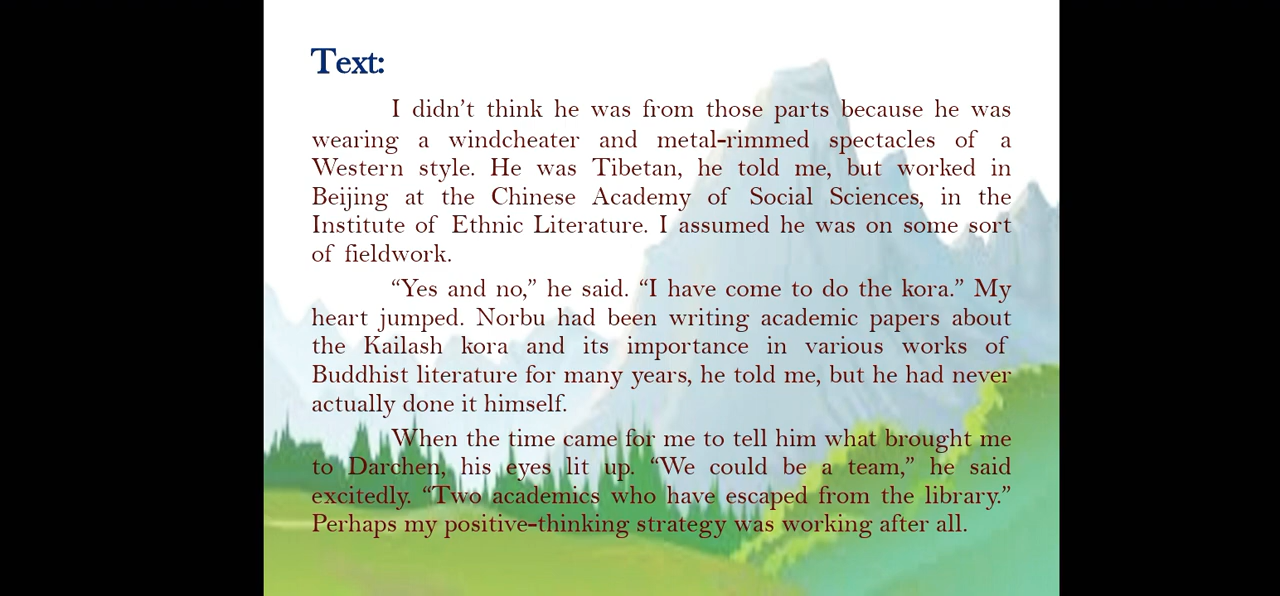 Text:
I didn’t think he was from those parts because he was
wearing a windcheater and metal-rimmed spectacles of a
Western style. He was Tibetan, he told me, but worked in
Beijing at the Chinese Academy of Social Sciences, in the
Institute of Ethnic Literature. I assumed he was on some sort
of fieldwork.
“Yes and no,” he said. “I have come to do the kora.” My
heart jumped. Norbu had been writing academic papers about
the Kailash kora and its importance in various works of
Buddhist literature for many years, he told me, but he had never
actually done it himself.
When the time came for me to tell him what brought me
to Darchen, his eyes lit up. “We could be a team,” he said
excitedly. “Two academics who have escaped from the library.”
Perhaps my positive-thinking strategy was working after all.